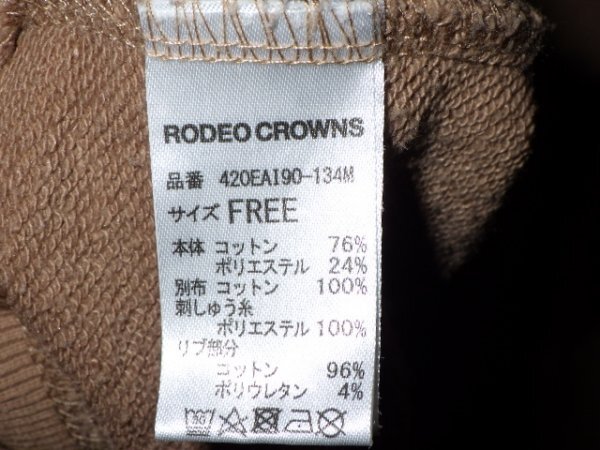 RODEO CROWNS
品番 420EAI90-134M
サイズ FREE
本体 コットン 76%
ポリエステル 24%
別布 コットン 100%
刺しゅう糸
ポリエステル 100%
リブ部分
コットン 96%
ポリウレタン 4%